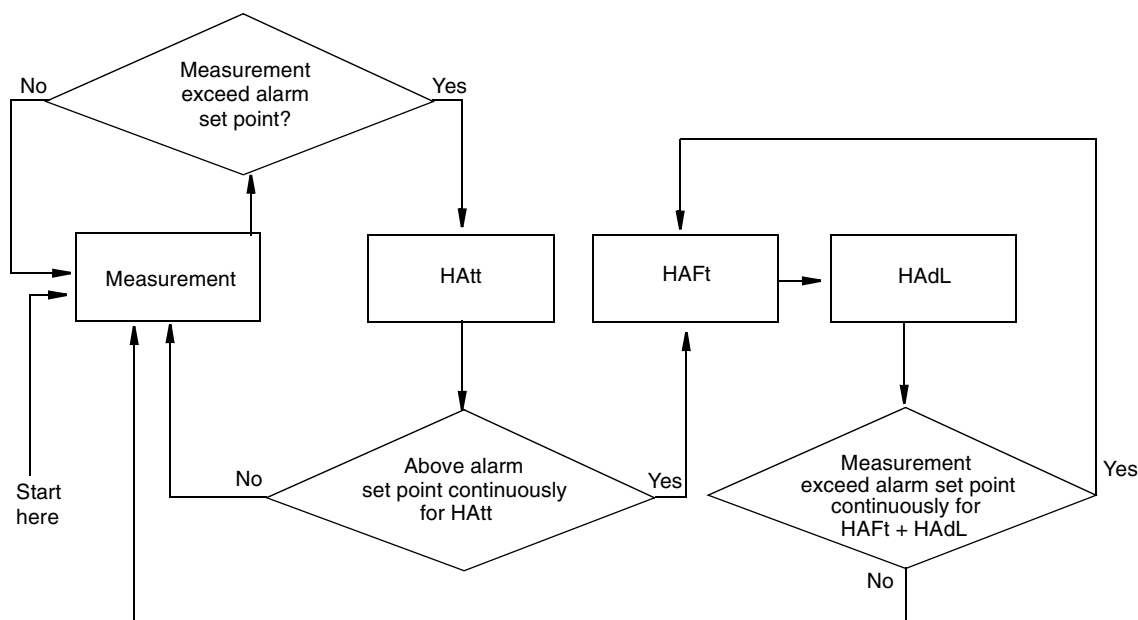 Measurement
exceed alarm
set point?
No
Yes
Measurement
HAtt
HAFt
HAdL
Start
here
No
Above alarm
set point continuously
for HAtt
Yes
Measurement
exceed alarm set point
continuously for
HAFt + HAdL
Yes
No